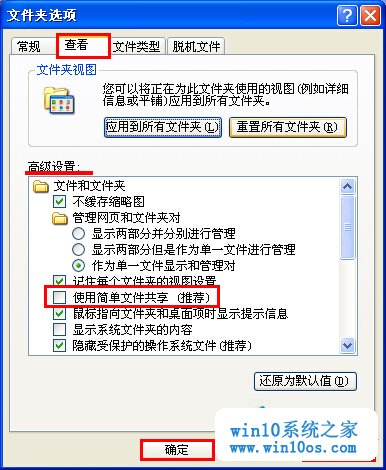 文件夹选项
常规 查看 文件类型 脱机文件
文件夹视图
您可以将正在为此文件夹使用的视图(例如详细
信息或平铺)应用到所有文件夹。
应用到所有文件夹(L) 重置所有文件夹(R)
高级设置:
文件和文件夹
不缓存缩略图
管理网页和文件夹对
显示两部分并分别进行管理
显示两部分但是作为单一文件进行管理
作为单一文件显示和管理对
记住每个文件夹的视图设置
使用简单文件共享 (推荐)
鼠标指向文件夹和桌面项时显示提示信息
显示系统文件夹的内容
隐藏受保护的操作系统文件(推荐)
还原为默认值(D)
确定
win10系统之家
www.win10os.com